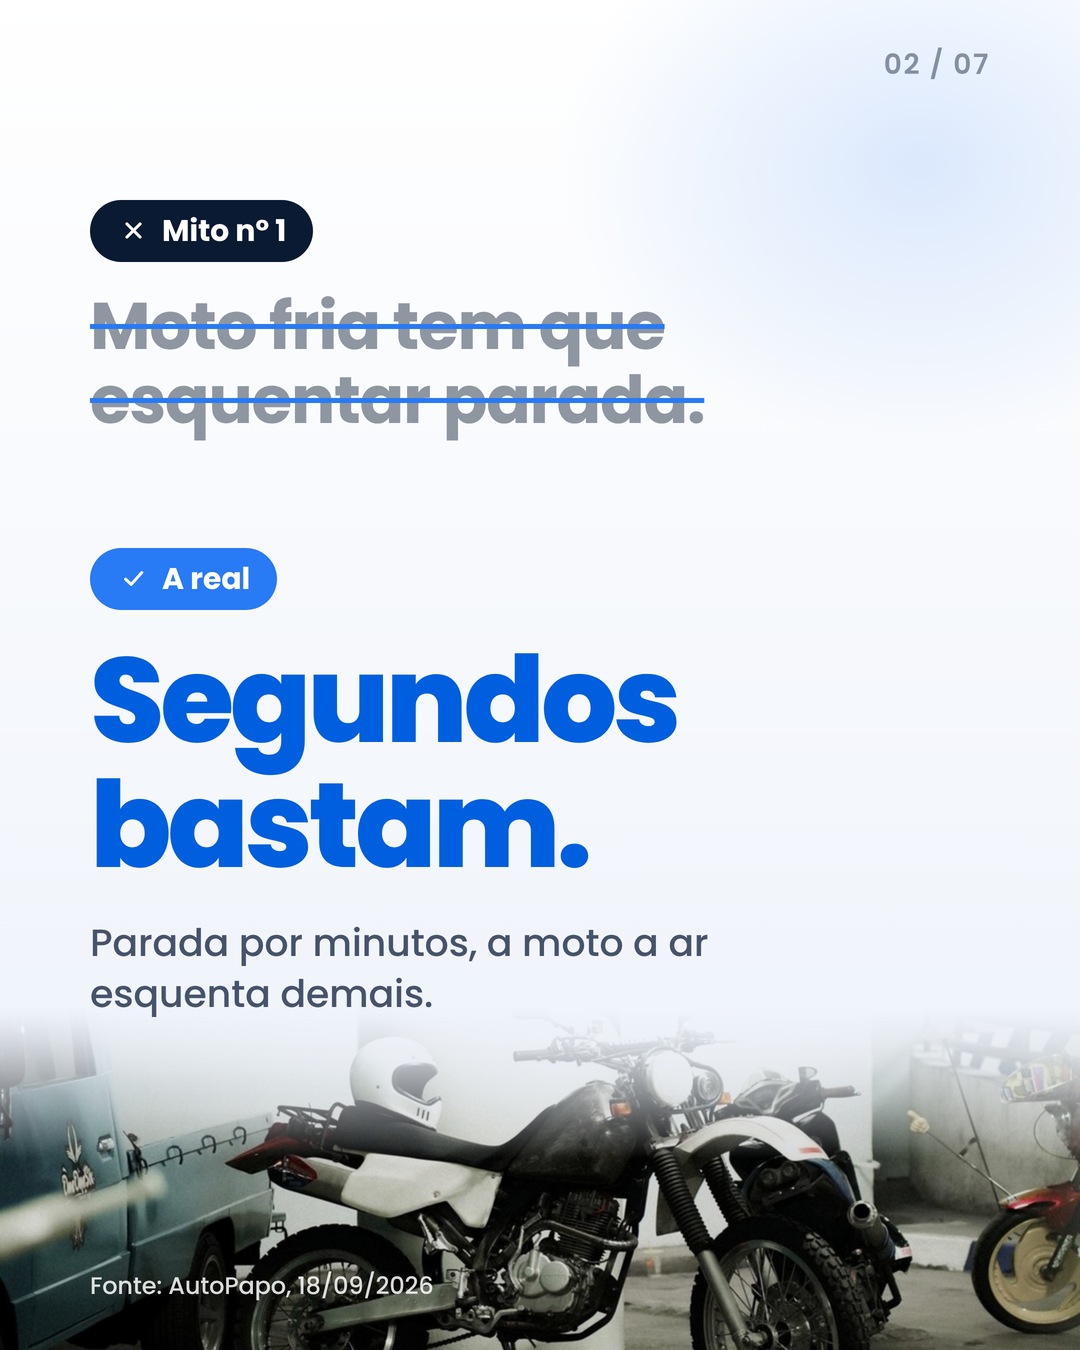 02 / 07
Mito nº 1
Moto fria tem que
esquentar parada.
A real
Segundos
bastam.
Parada por minutos, a moto a ar
esquenta demais.
Fonte: AutoPapo, 18/09/2026